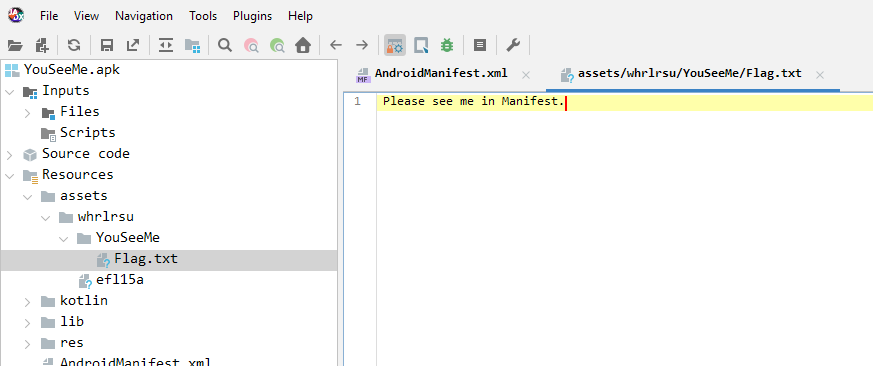 File View Navigation Tools Plugins Help
YouSeeMe.apk
Inputs
Files
Scripts
Source code
Resources
assets
whrlrsu
YouSeeMe
Flag.txt
efl15a
kotlin
lib
res
AndroidManifest.xml
MF AndroidManifest.xml assets/whrlrsu/YouSeeMe/Flag.txt
1 Please see me in Manifest.